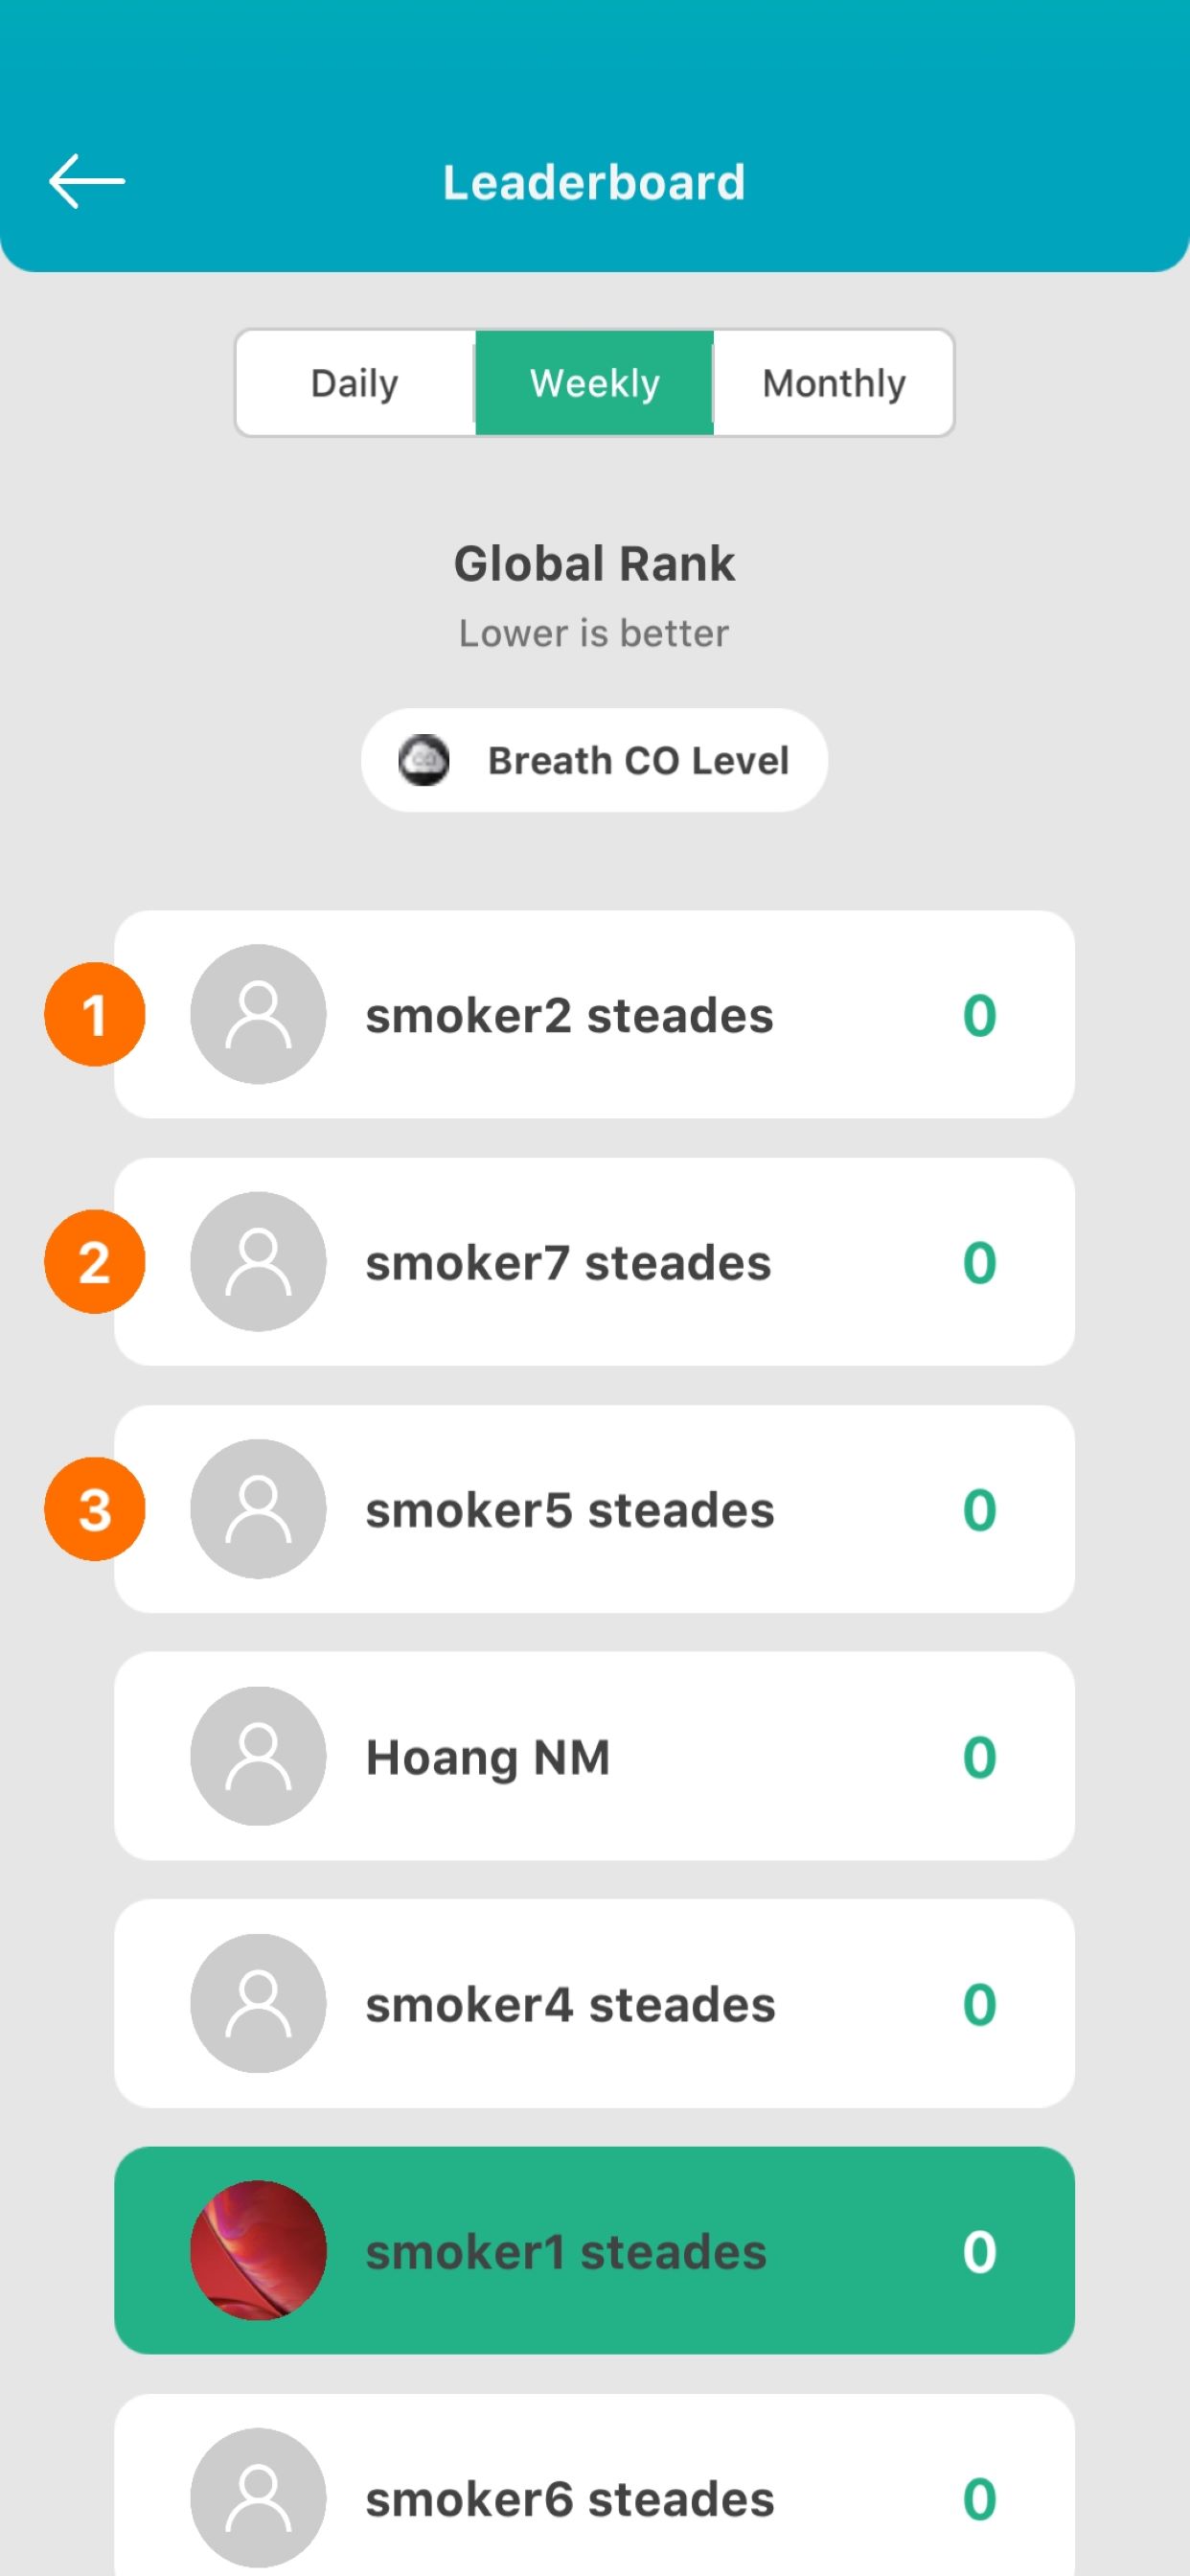 Leaderboard
Daily Weekly Monthly
Global Rank
Lower is better
Breath CO Level
1 smoker2 steades 0
2 smoker7 steades 0
3 smoker5 steades 0
Hoang NM 0
smoker4 steades 0
smoker1 steades 0
smoker6 steades 0